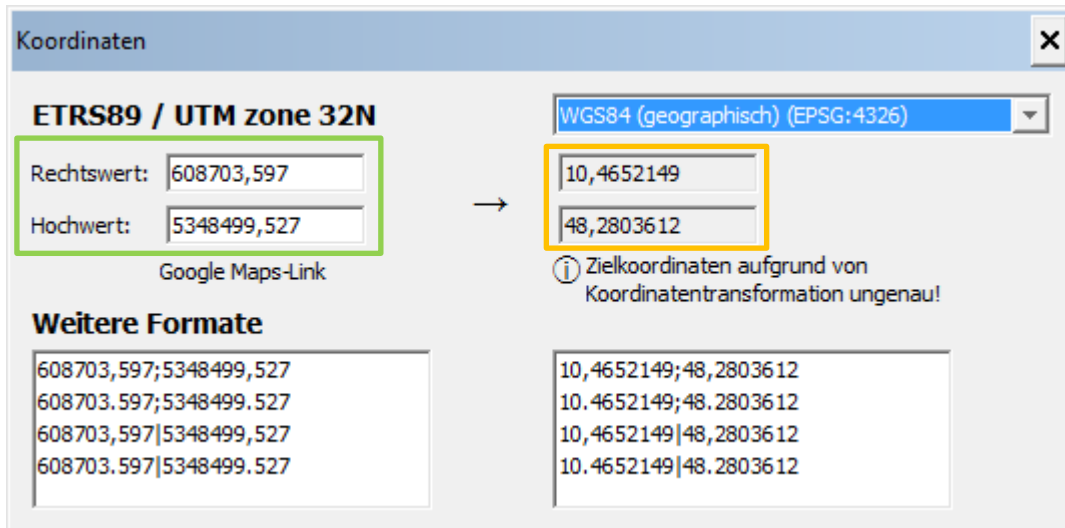 Koordinaten
ETRS89 / UTM zone 32N
WGS84 (geographisch) (EPSG:4326)
Rechtswert: 608703,597
→
10,4652149
Hochwert: 5348499,527
48,2803612
Google Maps-Link
Zielkoordinaten aufgrund von
Koordinatentransformation ungenau!
Weitere Formate
608703,597;5348499,527
608703.597;5348499.527
608703,597|5348499,527
608703.597|5348499.527
10,4652149;48,2803612
10.4652149;48.2803612
10,4652149|48,2803612
10.4652149|48.2803612